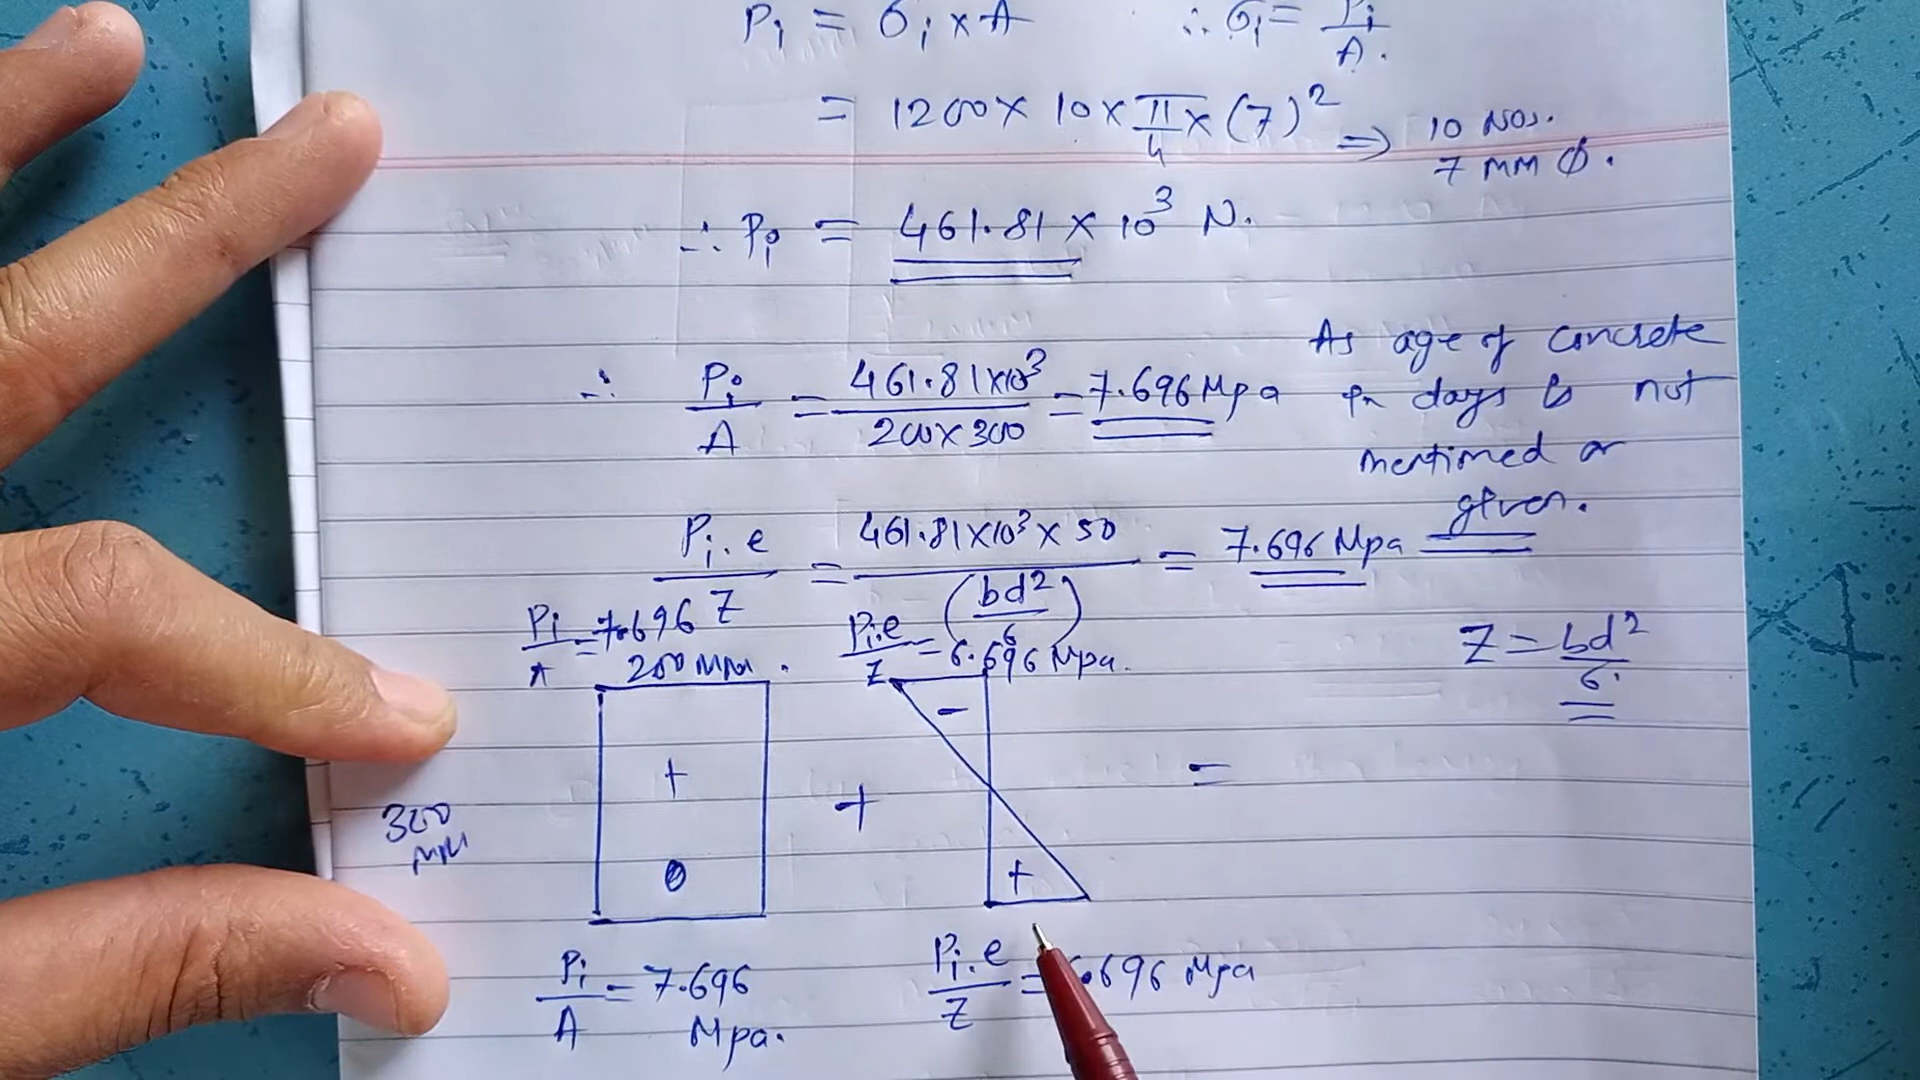 Pi = σi × A ∴ σi = Pi/A.
= 1200 × 10 × π/4 × (7)² ⇒ 10 NOS.
7 MM φ.
∴ Pi = 461.81 × 10³ N.
∴ Pi/A = 461.81×10³/200×300 = 7.696 Mpa
As age of concrete
in days is not
mentioned or
given.
Pi.e/Z = 461.81×10³×50/(bd²/6) = 7.696 Mpa
Z = bd²/6.
Pi/A = 7.696
200 MM.
Pi.e/Z = 6.696 Mpa.
- 
+ + =
300
MM
+
Pi/A = 7.696
Mpa.
Pi.e/Z = 6.696 Mpa